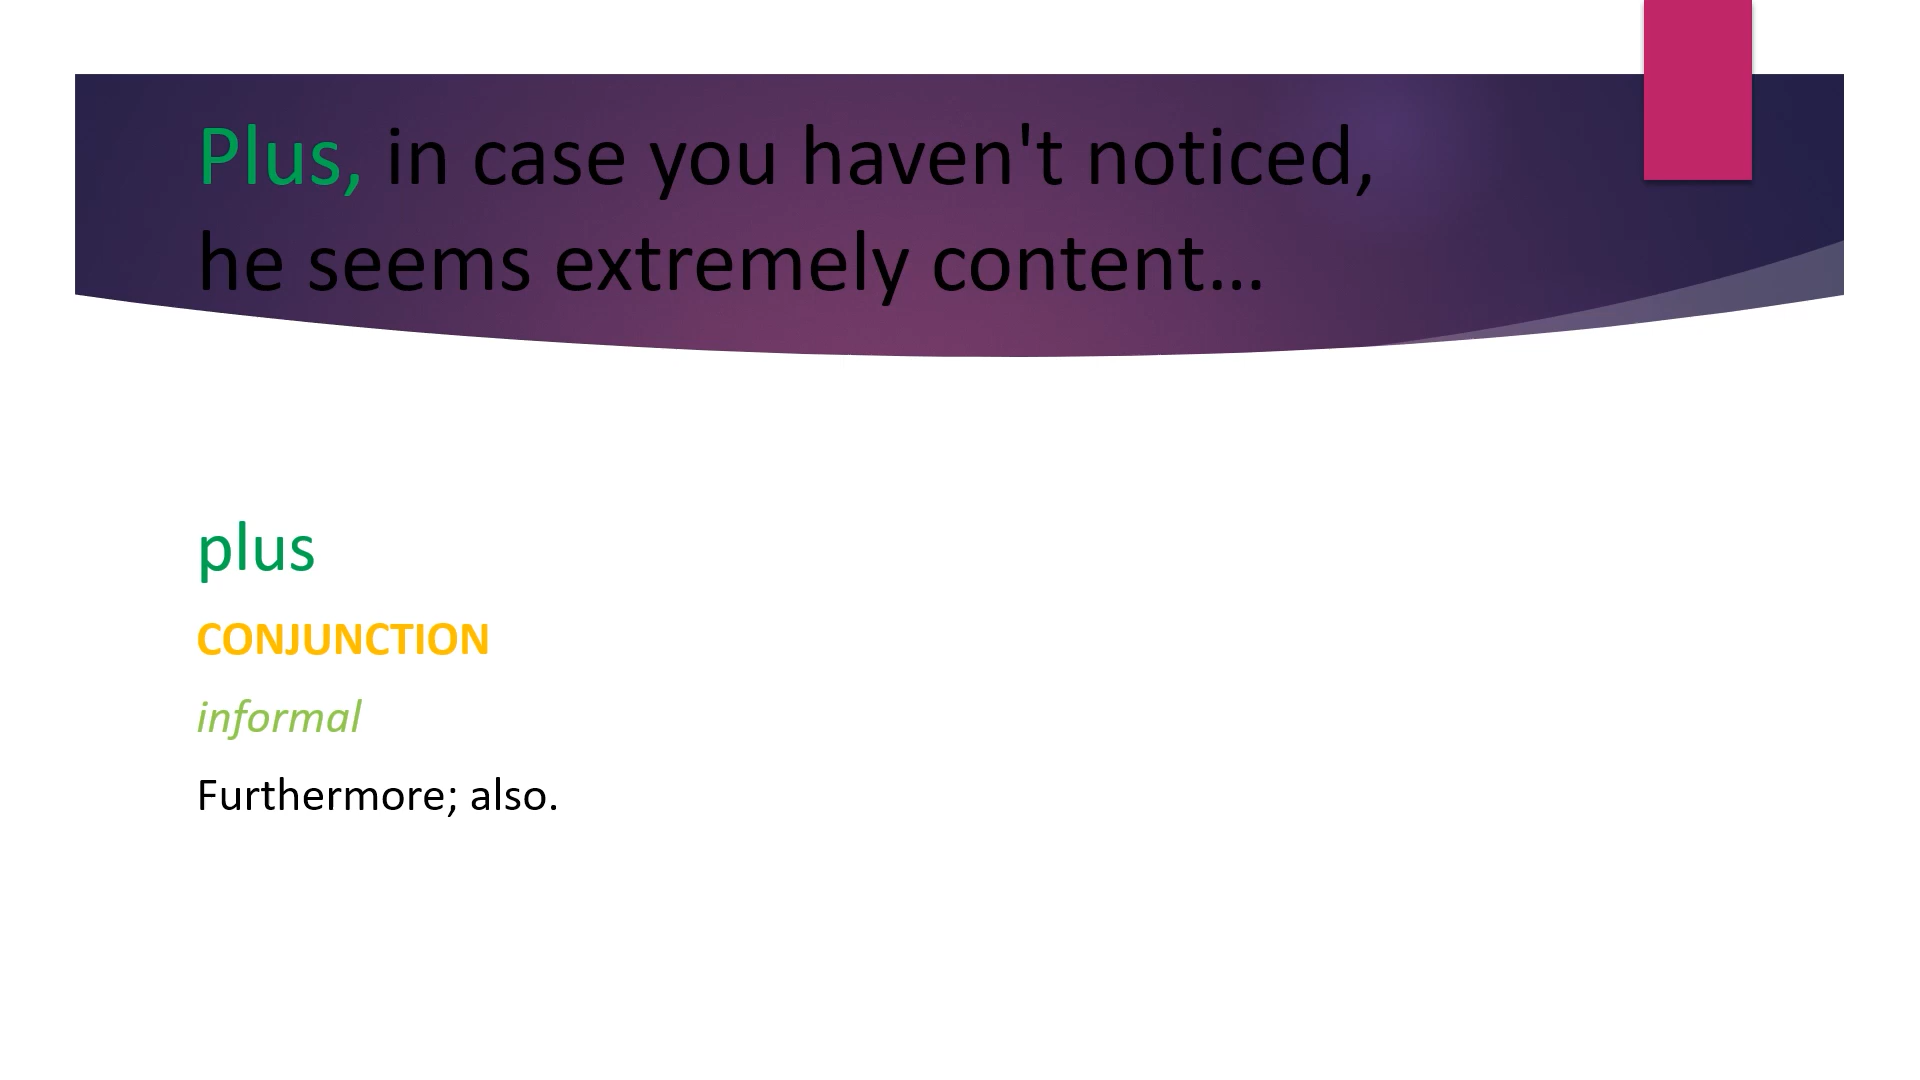 Plus, in case you haven't noticed,
he seems extremely content…
plus
CONJUNCTION
informal
Furthermore; also.